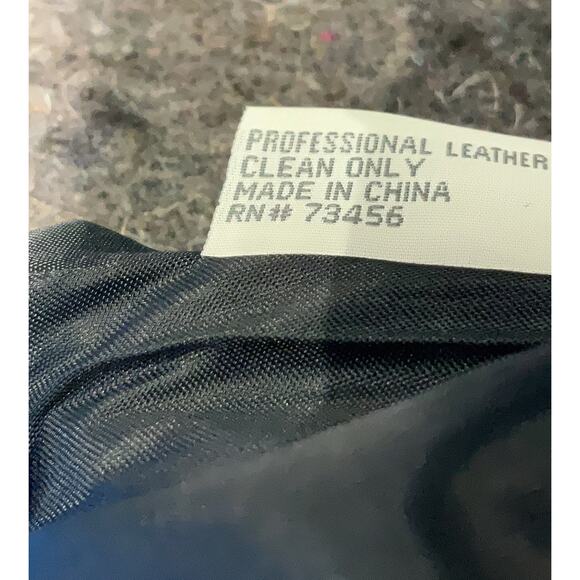 PROFESSIONAL LEATHER
CLEAN ONLY
MADE IN CHINA
RN# 73456